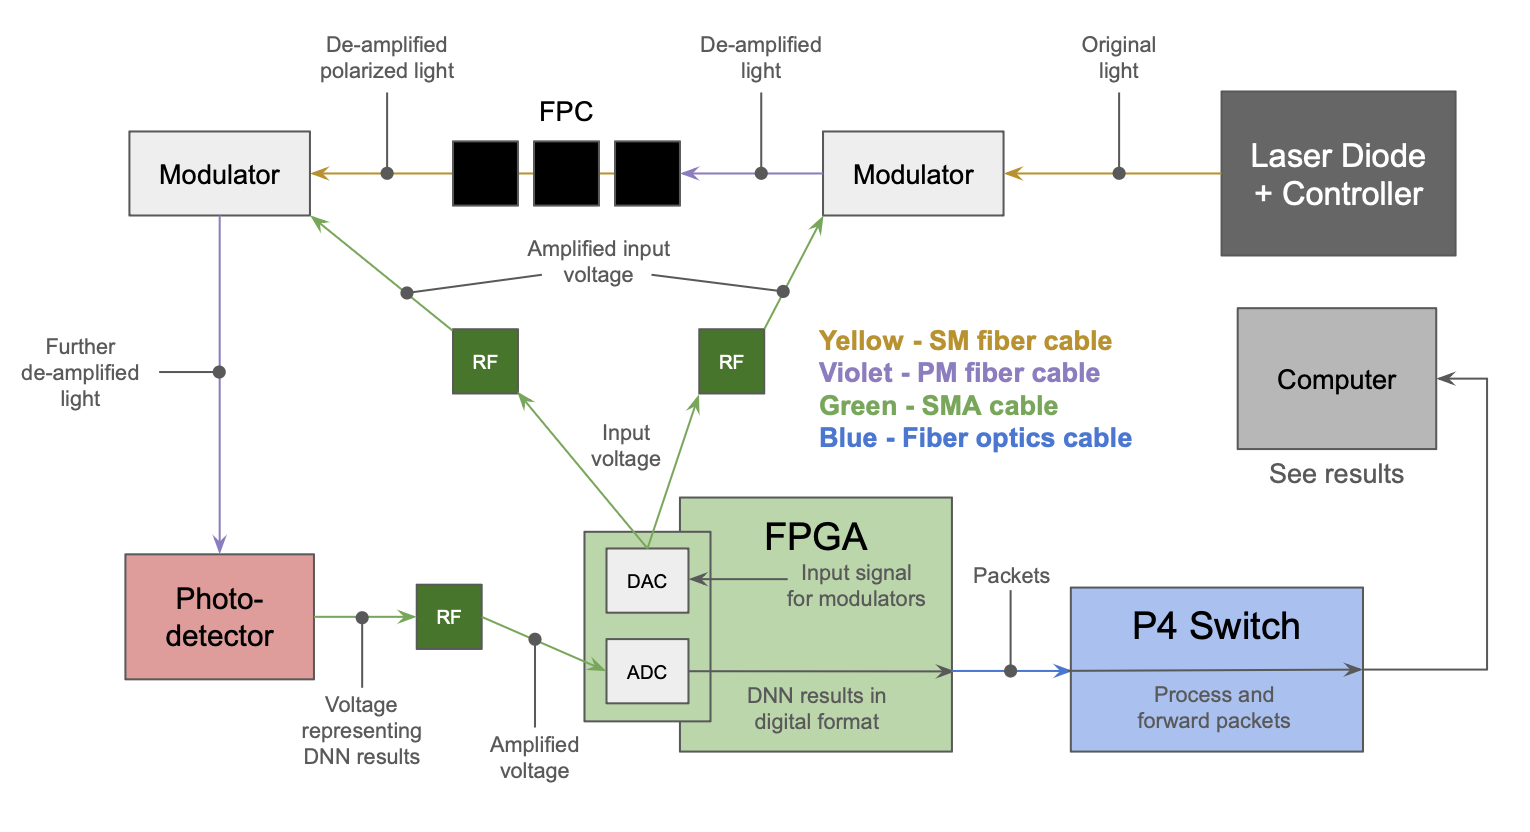 De-amplified
polarized light
FPC
De-amplified
light
Original
light
Modulator
Modulator
Laser Diode
+ Controller
Amplified input
voltage
Further
de-amplified
light
RF
RF
Yellow - SM fiber cable
Violet - PM fiber cable
Green - SMA cable
Blue - Fiber optics cable
Computer
See results
Input
voltage
FPGA
DAC
Input signal
for modulators
Packets
Photo-
detector
RF
ADC
DNN results in
digital format
P4 Switch
Process and
forward packets
Voltage
representing
DNN results
Amplified
voltage